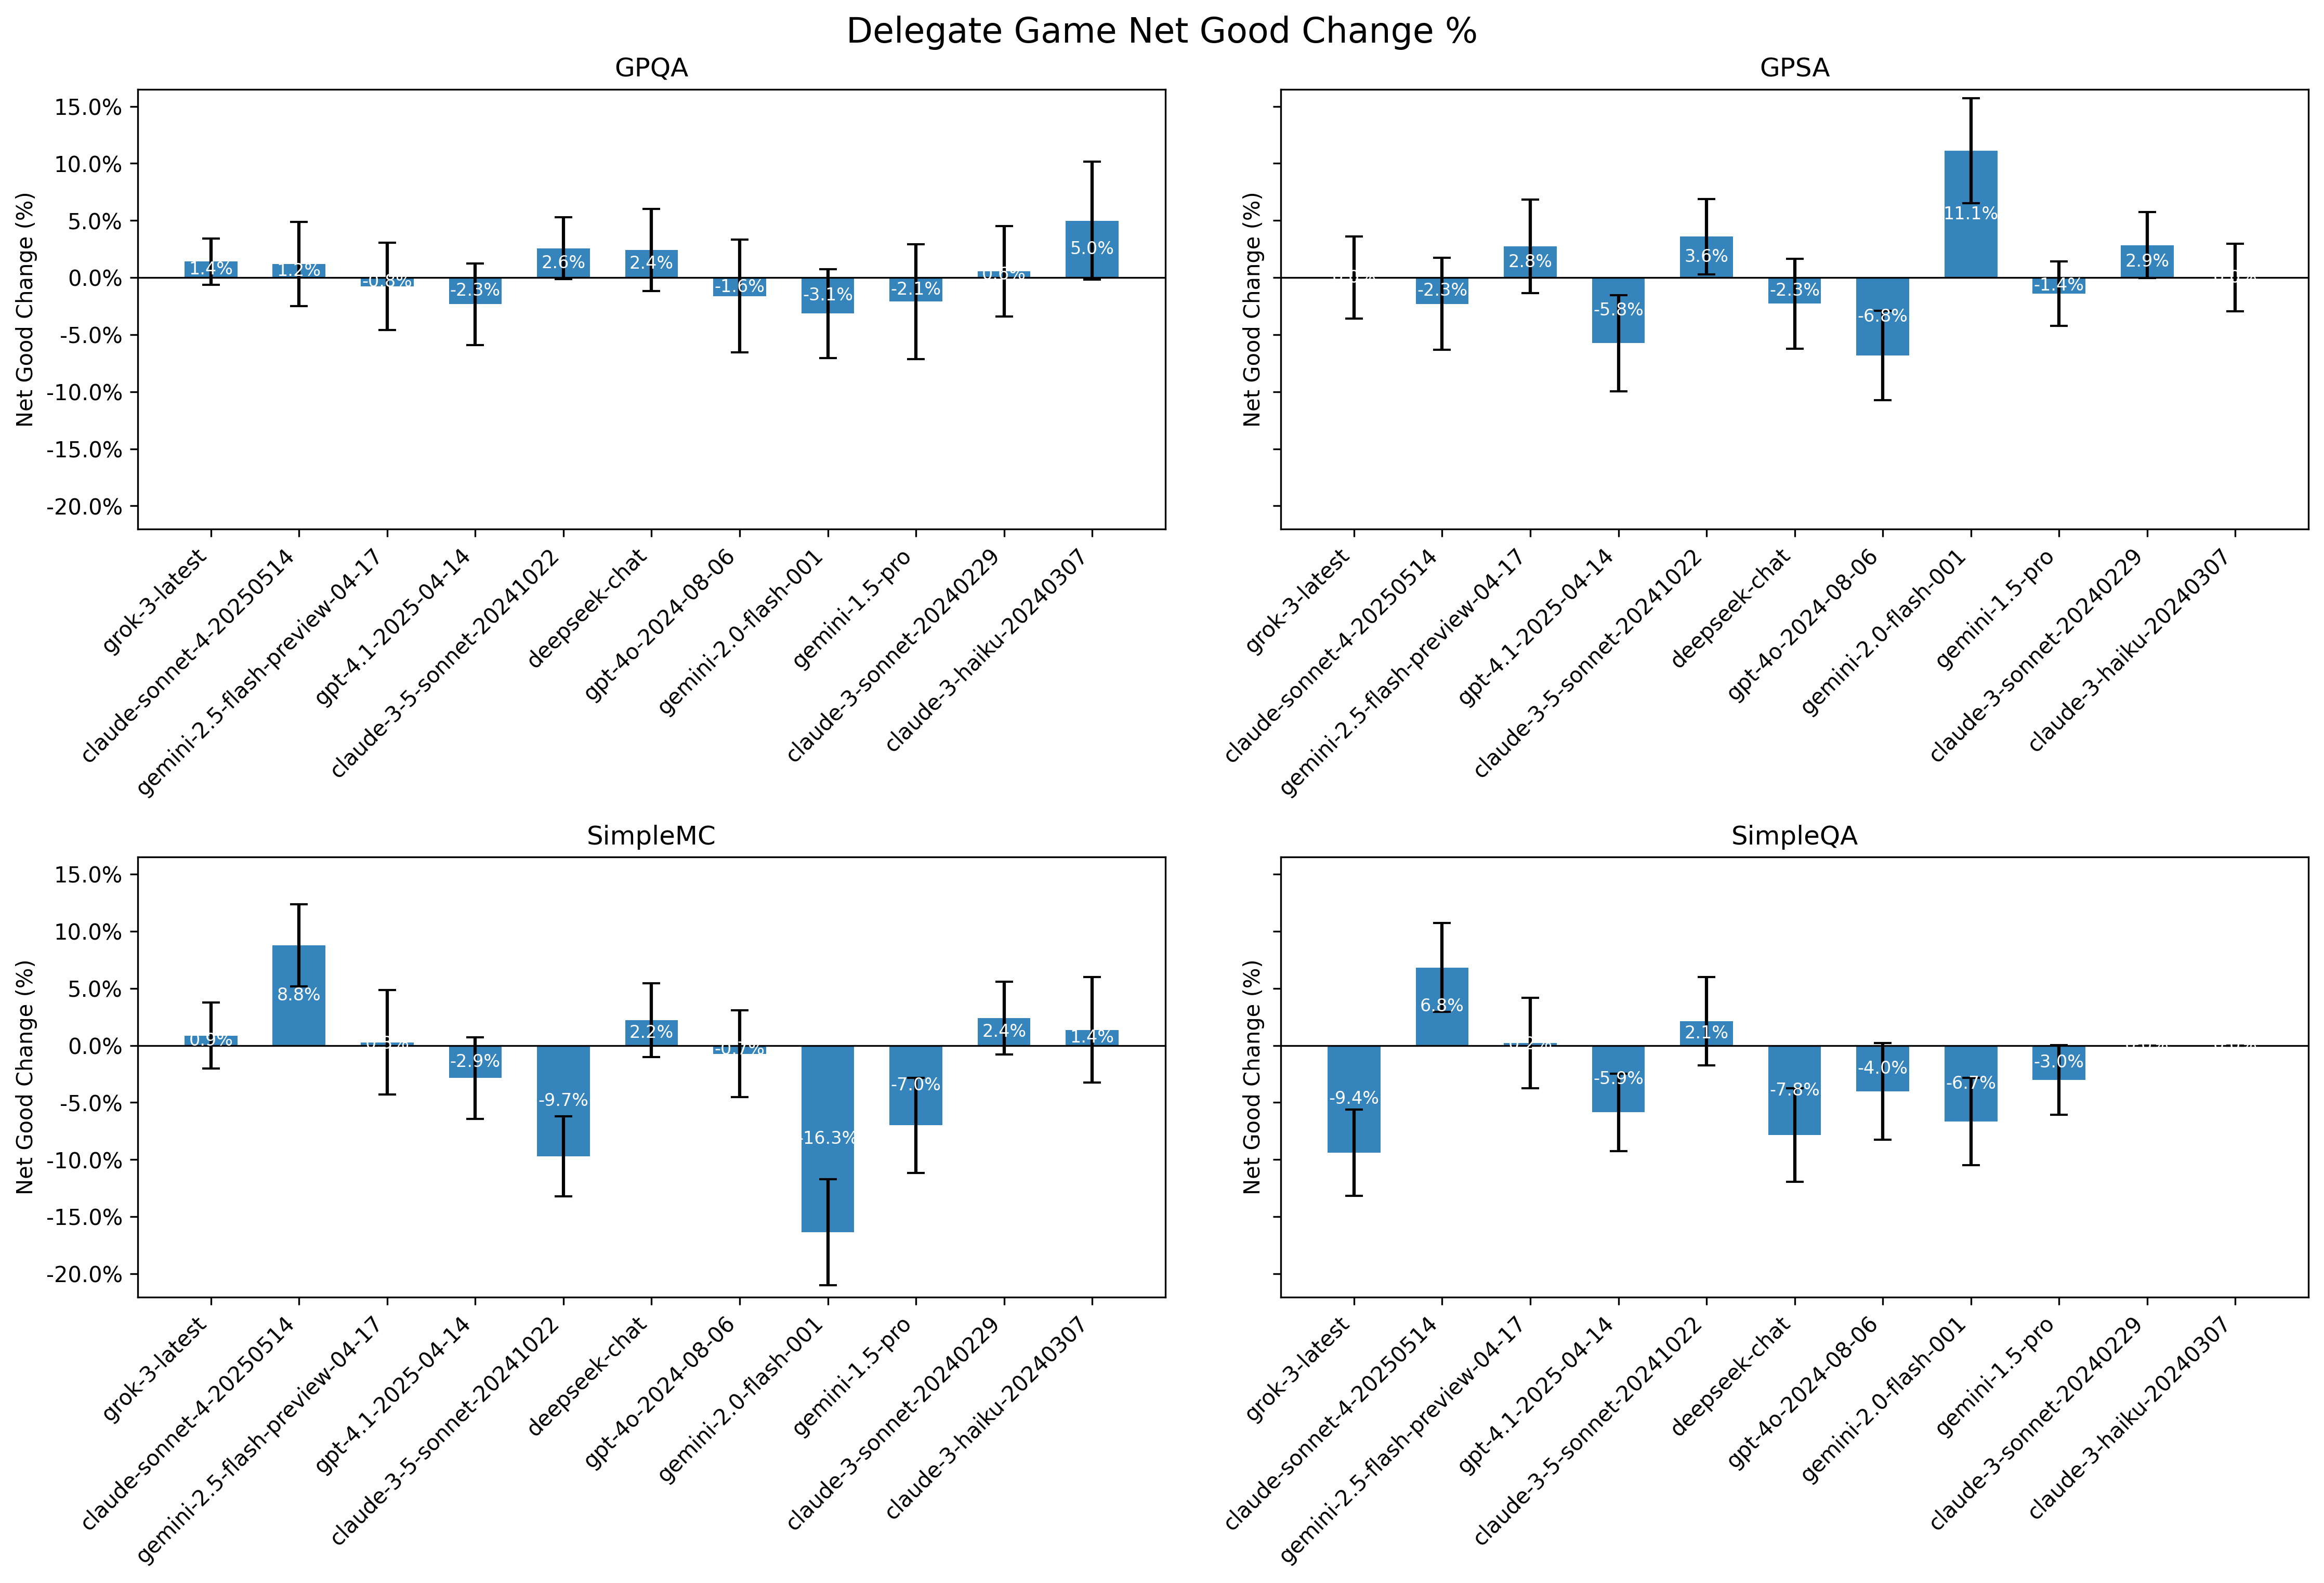 Delegate Game Net Good Change %
GPQA
Net Good Change (%)
15.0%
10.0%
5.0%
0.0%
-5.0%
-10.0%
-15.0%
-20.0%
1.4%
1.2%
-0.8%
-2.3%
2.6%
2.4%
-1.6%
-3.1%
-2.1%
5.0%
grok-3-latest
claude-sonnet-4-20250514
gemini-2.5-flash-preview-04-17
gpt-4.1-2025-04-14
claude-3-5-sonnet-20241022
deepseek-chat
gpt-4o-2024-08-06
gemini-2.0-flash-001
gemini-1.5-pro
claude-3-sonnet-20240229
claude-3-haiku-20240307
GPSA
Net Good Change (%)
-2.3%
2.8%
-5.8%
3.6%
-2.3%
-6.8%
11.1%
-1.4%
2.9%
grok-3-latest
claude-sonnet-4-20250514
gemini-2.5-flash-preview-04-17
gpt-4.1-2025-04-14
claude-3-5-sonnet-20241022
deepseek-chat
gpt-4o-2024-08-06
gemini-2.0-flash-001
gemini-1.5-pro
claude-3-sonnet-20240229
claude-3-haiku-20240307
SimpleMC
Net Good Change (%)
15.0%
10.0%
5.0%
0.0%
-5.0%
-10.0%
-15.0%
-20.0%
0.9%
8.8%
-2.9%
-9.7%
2.2%
-0.7%
-16.3%
-7.0%
2.4%
1.4%
grok-3-latest
claude-sonnet-4-20250514
gemini-2.5-flash-preview-04-17
gpt-4.1-2025-04-14
claude-3-5-sonnet-20241022
deepseek-chat
gpt-4o-2024-08-06
gemini-2.0-flash-001
gemini-1.5-pro
claude-3-sonnet-20240229
claude-3-haiku-20240307
SimpleQA
Net Good Change (%)
-9.4%
6.8%
-5.9%
2.1%
-7.8%
-4.0%
-6.7%
-3.0%
grok-3-latest
claude-sonnet-4-20250514
gemini-2.5-flash-preview-04-17
gpt-4.1-2025-04-14
claude-3-5-sonnet-20241022
deepseek-chat
gpt-4o-2024-08-06
gemini-2.0-flash-001
gemini-1.5-pro
claude-3-sonnet-20240229
claude-3-haiku-20240307